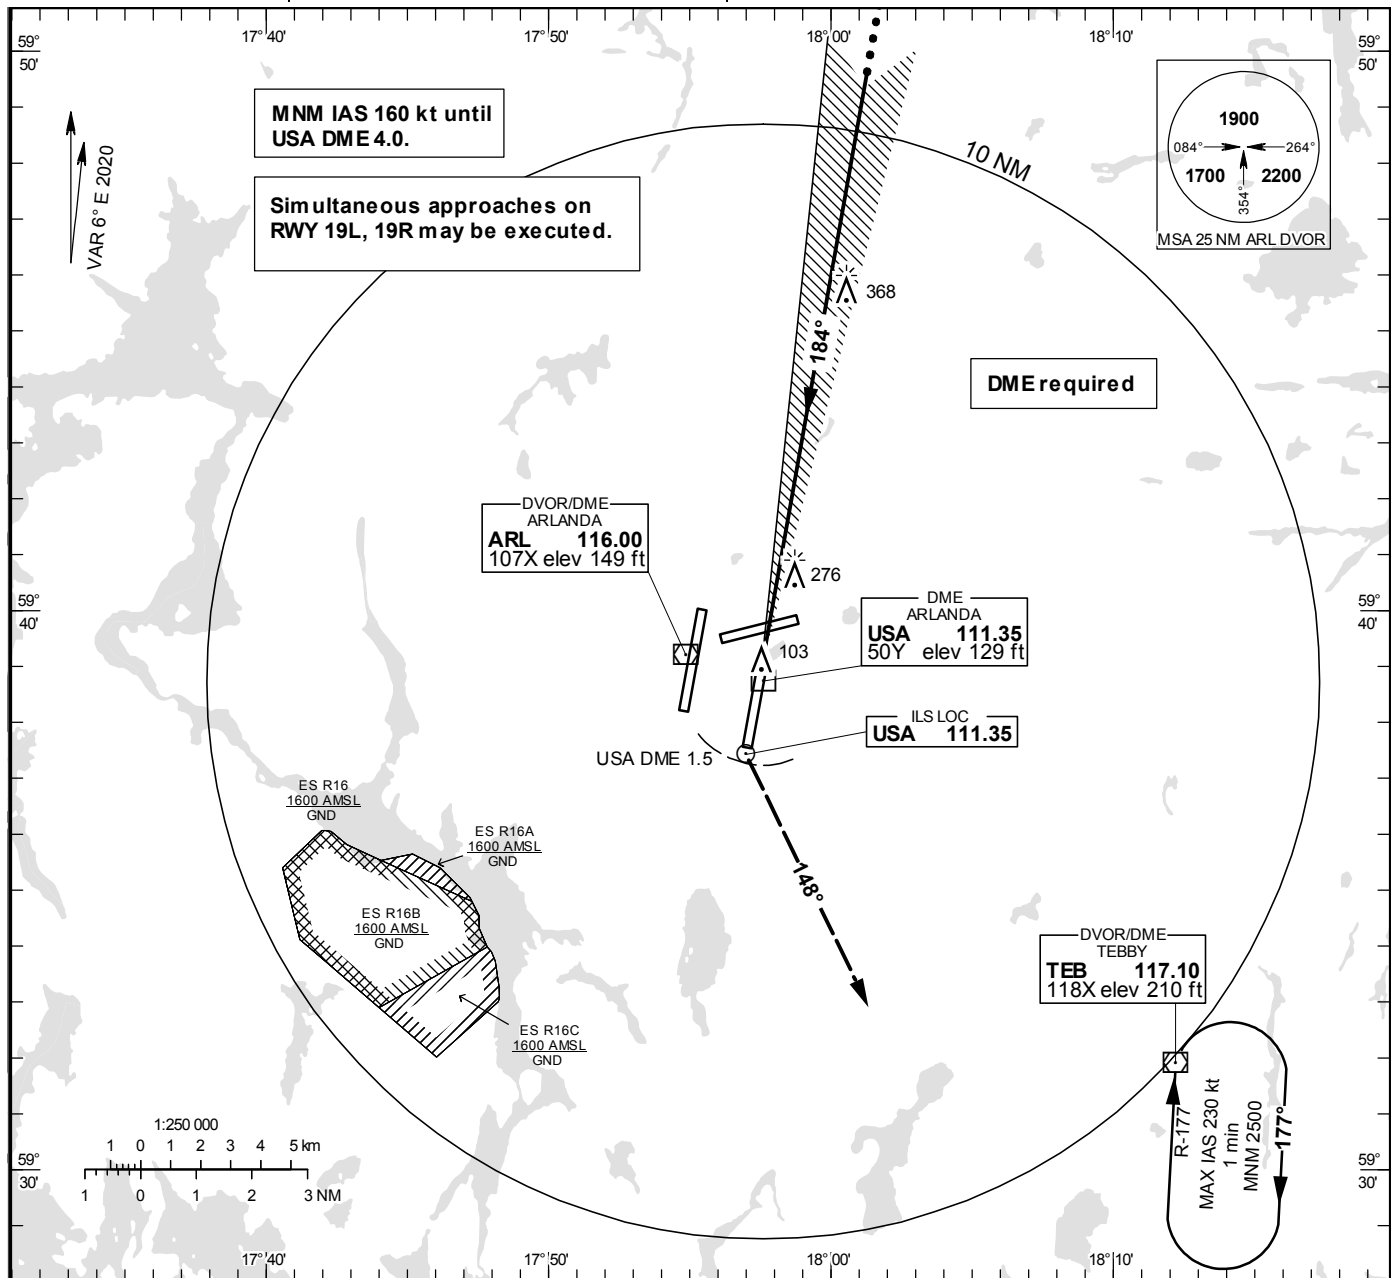 17°40'
17°50'
18°00'
18°10'
59°
50'
59°
50'
MNM IAS 160 kt until
USA DME 4.0.
Simultaneous approaches on
RWY 19L, 19R may be executed.
VAR 6° E 2020
10 NM
1900
084°
264°
1700
2200
354°
MSA 25 NM ARL DVOR
368
184°
DME required
DVOR/DME
ARLANDA
ARL 116.00
107X elev 149 ft
276
59°
40'
59°
40'
DME
ARLANDA
USA 111.35
50Y elev 129 ft
103
ILS LOC
USA 111.35
USA DME 1.5
ES R16
1600 AMSL
GND
ES R16A
1600 AMSL
GND
148°
ES R16B
1600 AMSL
GND
DVOR/DME
TEBBY
TEB 117.10
118X elev 210 ft
ES R16C
1600 AMSL
GND
R-177
MAX IAS 230 kt
1 min
MNM 2500
177°
1:250 000
1 0 1 2 3 4 5 km
1 0 1 2 3 NM
59°
30'
59°
30'
17°40'
17°50'
18°00'
18°10'